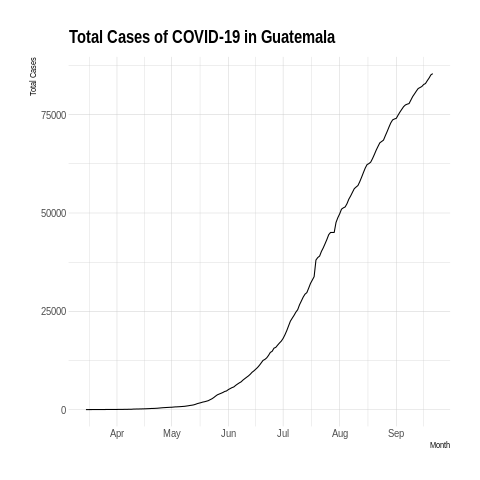 Total Cases of COVID-19 in Guatemala
Total Cases
75000
50000
25000
0
Apr May Jun Jul Aug Sep
Month